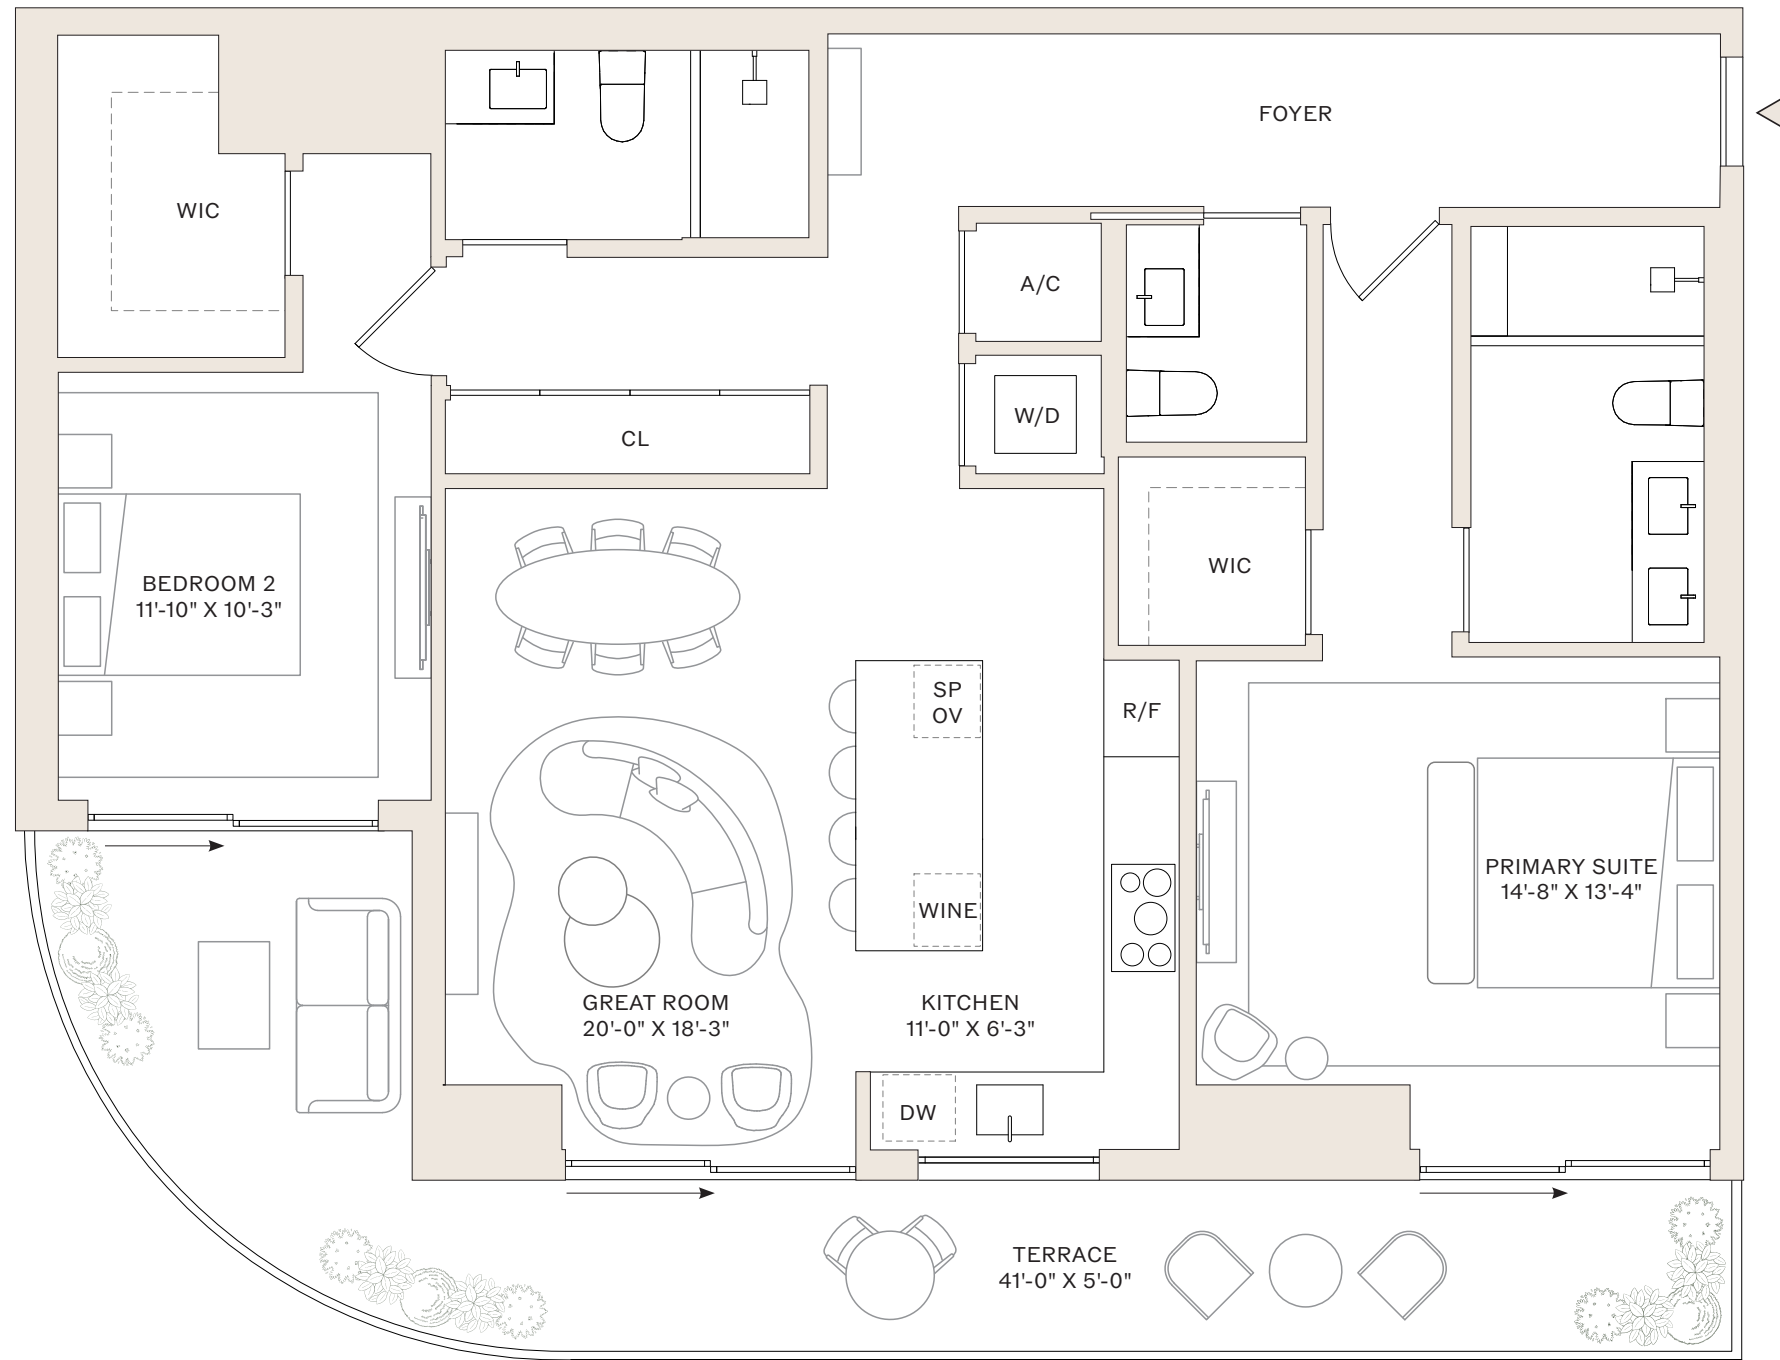 FOYER
WIC
A/C
W/D
CL
WIC
BEDROOM 2
11'-10" X 10'-3"
SP
OV
R/F
PRIMARY SUITE
14'-8" X 13'-4"
WINE
GREAT ROOM
20'-0" X 18'-3"
KITCHEN
11'-0" X 6'-3"
DW
TERRACE
41'-0" X 5'-0"